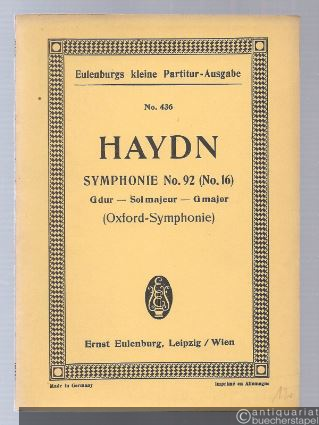 Eulenburgs kleine Partitur-Ausgabe
No. 436
HAYDN
SYMPHONIE No. 92 (No. 16)
G dur — Sol majeur — G major
(Oxford-Symphonie)
Ernst Eulenburg, Leipzig / Wien
Made in Germany
Imprimé en Allemagne
antiquariat
buecherstapel